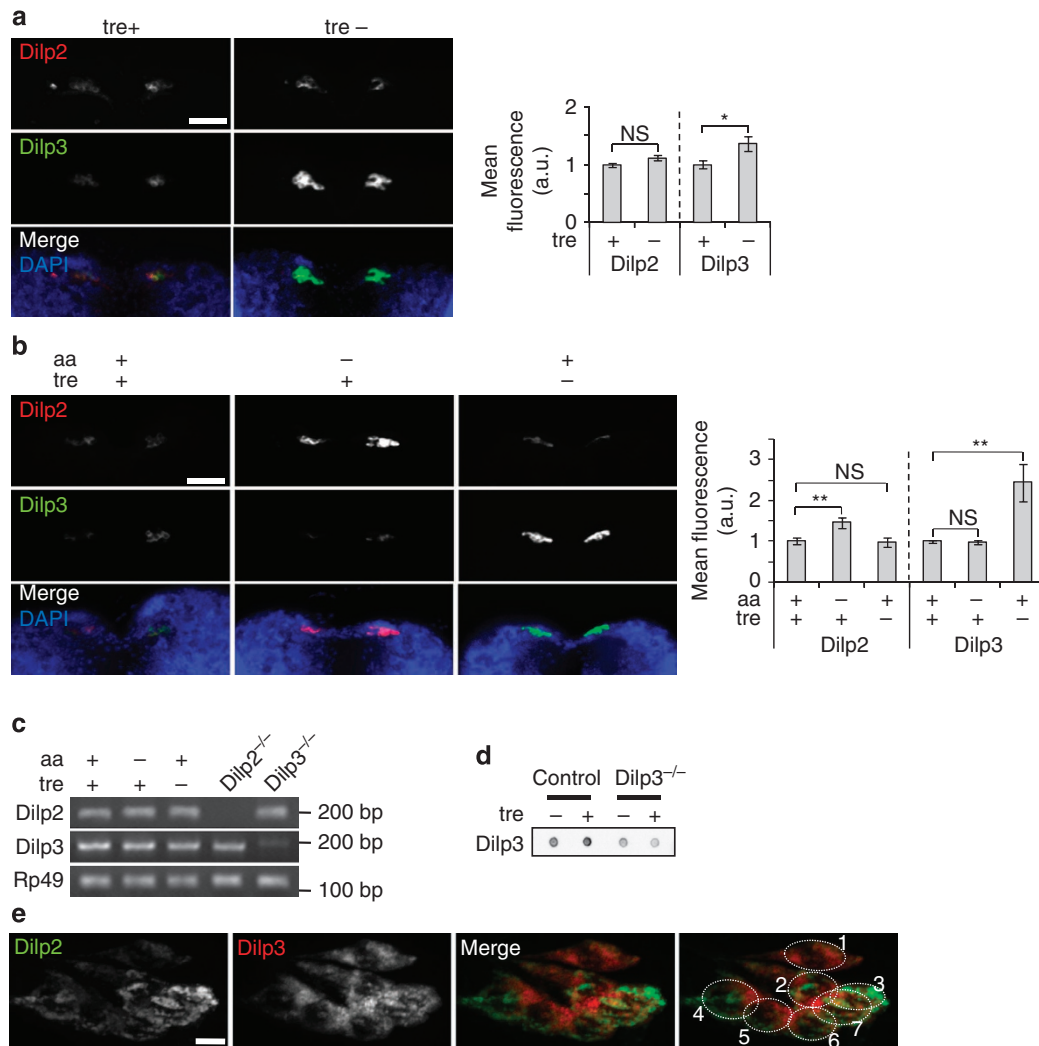 a
tre+ tre –
Dilp2
Dilp3
Merge
DAPI
Mean fluorescence (a.u.)
2
1
0
NS
*
tre + – + –
Dilp2 Dilp3
b
aa + – +
tre + + –
Dilp2
Dilp3
Merge
DAPI
Mean fluorescence (a.u.)
3
2
1
0
NS
**
**
NS
aa + – + + – +
tre + + – + + –
Dilp2 Dilp3
c
aa + – + Dilp2–/– Dilp3–/–
tre + + –
Dilp2 200 bp
Dilp3 200 bp
Rp49 100 bp
d
Control Dilp3–/–
tre – + – +
Dilp3
e
Dilp2 Dilp3 Merge
1
2
3
4
5
6
7